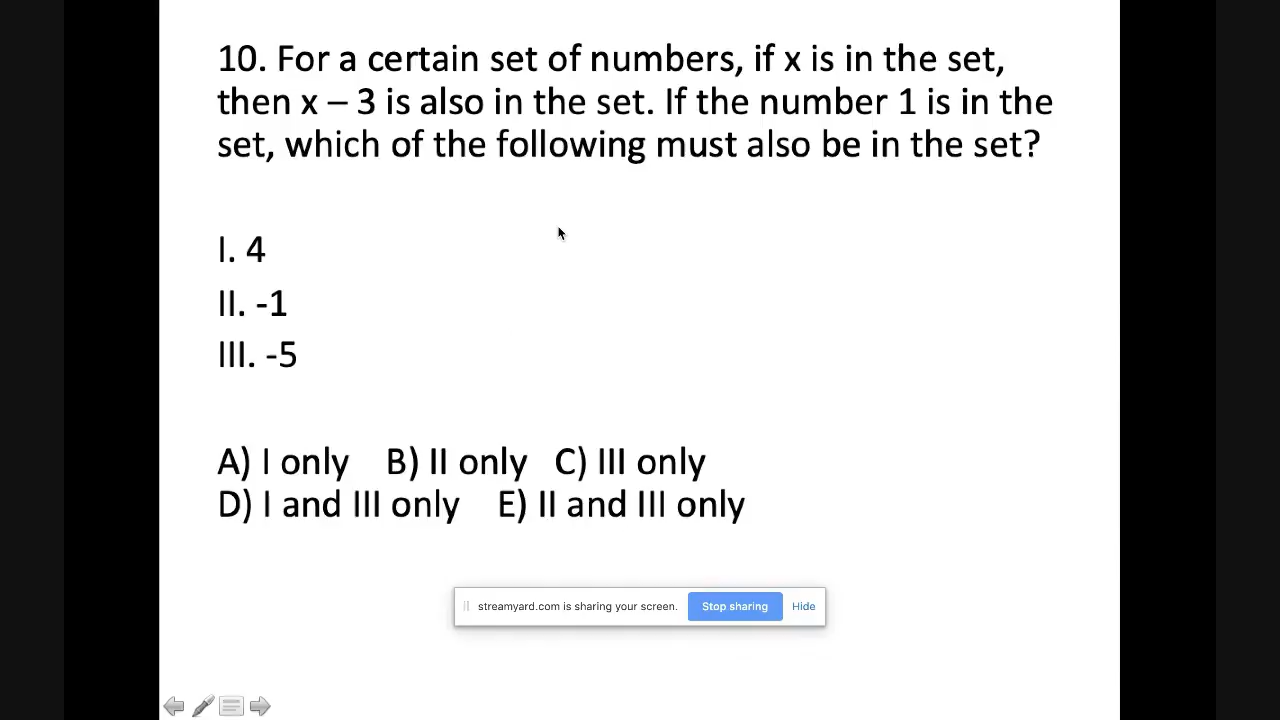 10. For a certain set of numbers, if x is in the set,
then x – 3 is also in the set. If the number 1 is in the
set, which of the following must also be in the set?
I. 4
II. -1
III. -5
A) I only B) II only C) III only
D) I and III only E) II and III only
streamyard.com is sharing your screen. Stop sharing Hide